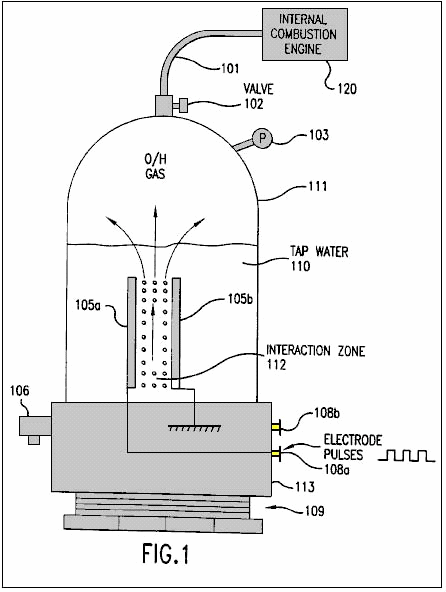 INTERNAL
COMBUSTION
ENGINE
101
120
VALVE
102
P
103
O/H
GAS
111
TAP WATER
110
105a
105b
INTERACTION ZONE
112
106
108b
ELECTRODE
PULSES
108a
113
109
FIG.1